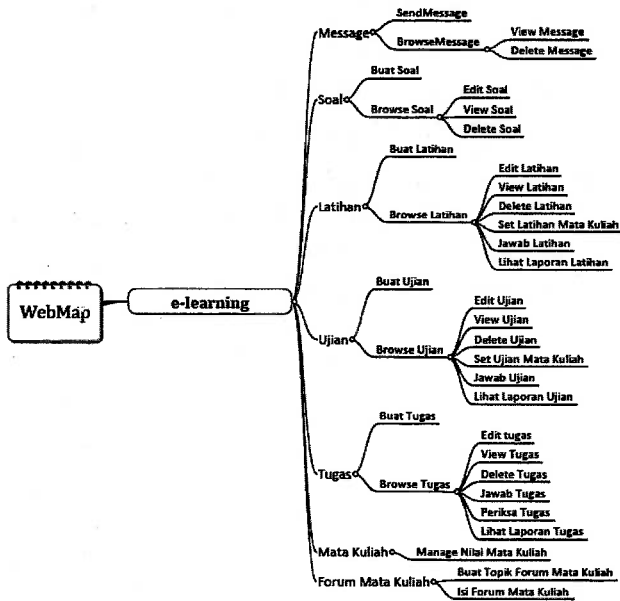 WebMap
e-learning
Message
SendMessage
BrowseMessage
View Message
Delete Message
Soal
Buat Soal
Browse Soal
Edit Soal
View Soal
Delete Soal
Latihan
Buat Latihan
Browse Latihan
Edit Latihan
View Latihan
Delete Latihan
Set Latihan Mata Kuliah
Jawab Latihan
Lihat Laporan Latihan
Ujian
Buat Ujian
Browse Ujian
Edit Ujian
View Ujian
Delete Ujian
Set Ujian Mata Kuliah
Jawab Ujian
Lihat Laporan Ujian
Tugas
Buat Tugas
Browse Tugas
Edit tugas
View Tugas
Delete Tugas
Jawab Tugas
Periksa Tugas
Lihat Laporan Tugas
Mata Kuliah
Manage Nilai Mata Kuliah
Forum Mata Kuliah
Buat Topik Forum Mata Kuliah
Isi Forum Mata Kuliah